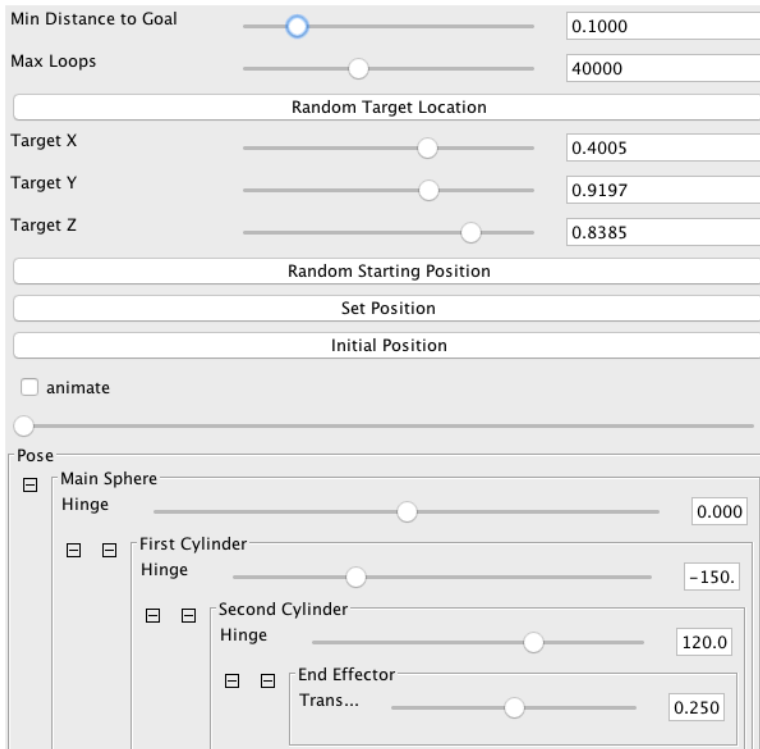 Min Distance to Goal 0.1000
Max Loops 40000
Random Target Location
Target X 0.4005
Target Y 0.9197
Target Z 0.8385
Random Starting Position
Set Position
Initial Position
animate
Pose
Main Sphere
Hinge 0.000
First Cylinder
Hinge -150.
Second Cylinder
Hinge 120.0
End Effector
Trans... 0.250